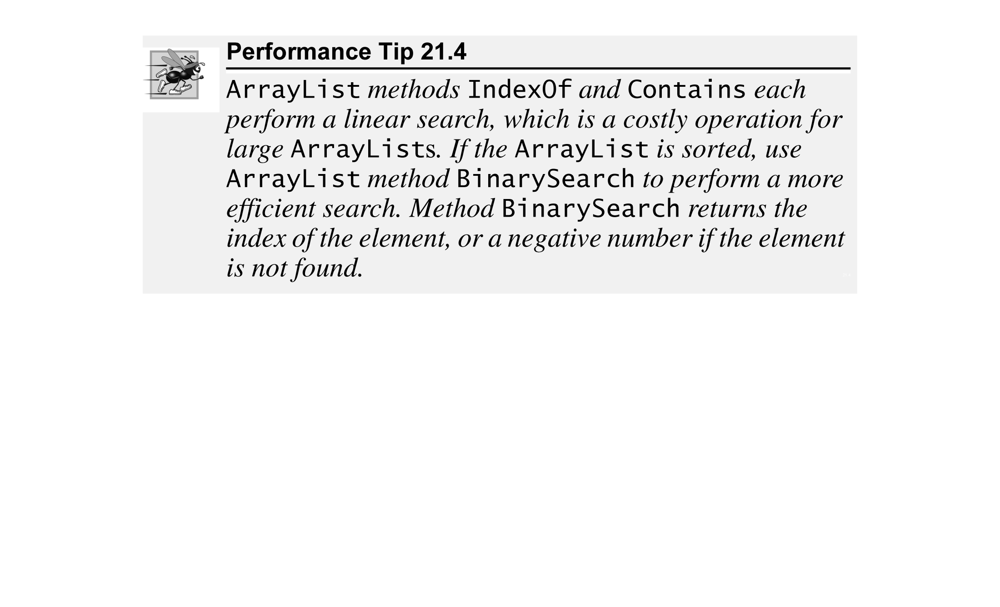 Performance Tip 21.4
ArrayList methods IndexOf and Contains each
perform a linear search, which is a costly operation for
large ArrayLists. If the ArrayList is sorted, use
ArrayList method BinarySearch to perform a more
efficient search. Method BinarySearch returns the
index of the element, or a negative number if the element
is not found.
21.4